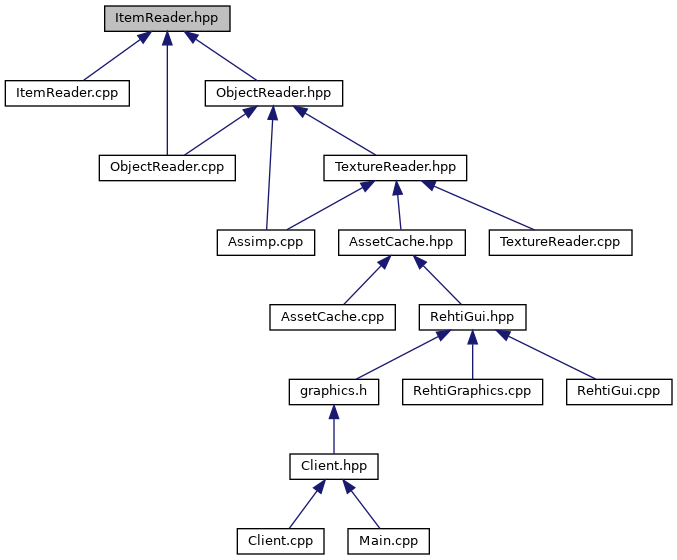 ItemReader.hpp
ItemReader.cpp
ObjectReader.hpp
ObjectReader.cpp
TextureReader.hpp
Assimp.cpp
AssetCache.hpp
TextureReader.cpp
AssetCache.cpp
RehtiGui.hpp
graphics.h
RehtiGraphics.cpp
RehtiGui.cpp
Client.hpp
Client.cpp
Main.cpp